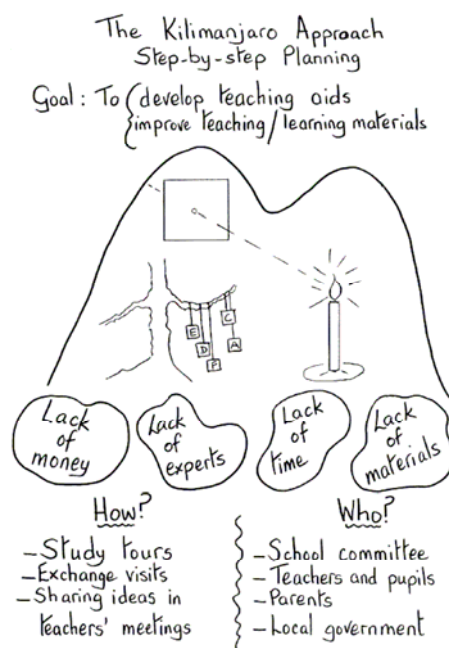 The Kilimanjaro Approach
Step-by-step Planning
Goal: To { develop teaching aids
improve teaching / learning materials
E
D
P
C
A
Lack
of
money
Lack
of
experts
Lack
of
time
Lack
of
materials
How?
- Study tours
- Exchange visits
- Sharing ideas in
teachers' meetings
Who?
- School committee
- Teachers and pupils
- Parents
- Local government